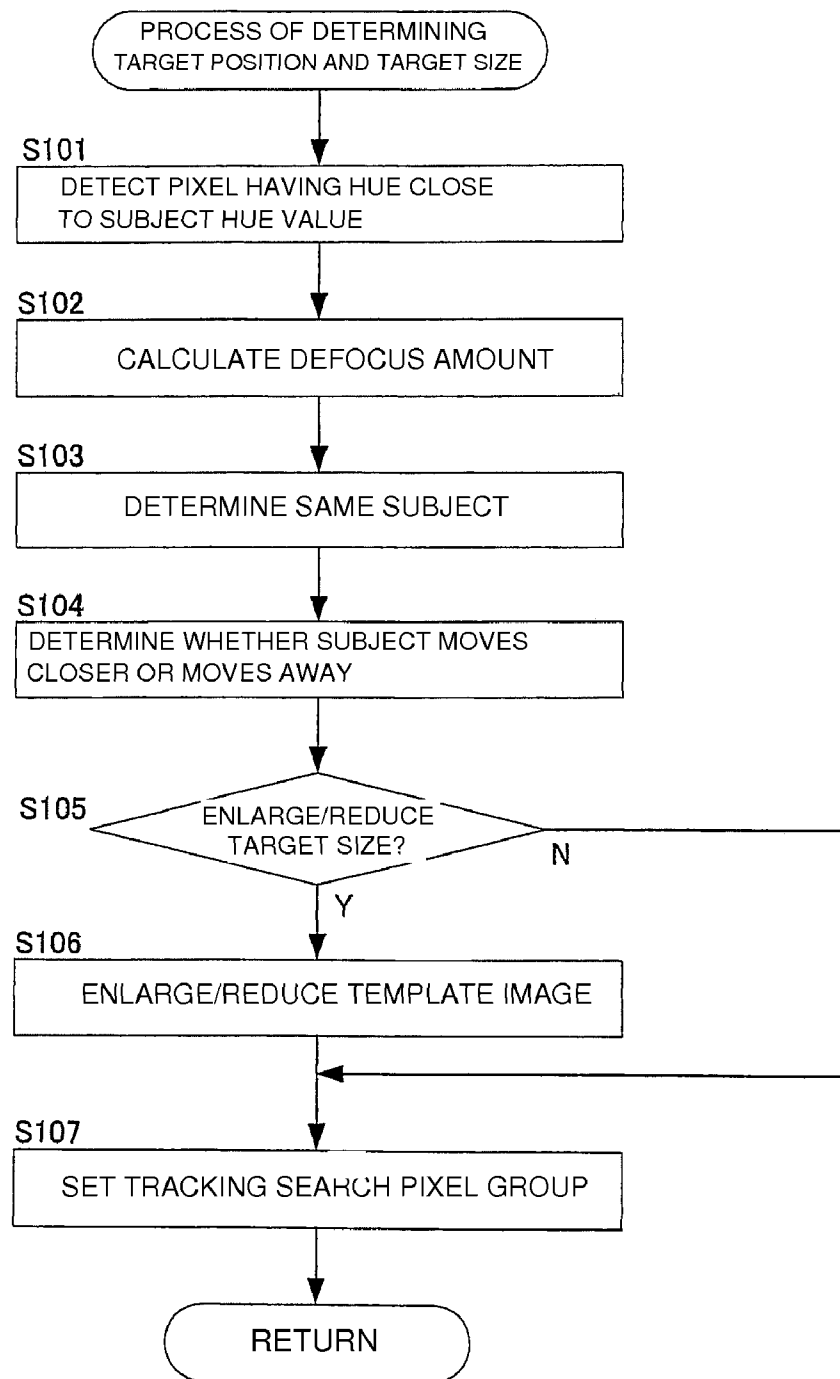 PROCESS OF DETERMINING
TARGET POSITION AND TARGET SIZE
S101
DETECT PIXEL HAVING HUE CLOSE
TO SUBJECT HUE VALUE
S102
CALCULATE DEFOCUS AMOUNT
S103
DETERMINE SAME SUBJECT
S104
DETERMINE WHETHER SUBJECT MOVES
CLOSER OR MOVES AWAY
S105
ENLARGE/REDUCE
TARGET SIZE?
N
Y
S106
ENLARGE/REDUCE TEMPLATE IMAGE
S107
SET TRACKING SEARCH PIXEL GROUP
RETURN